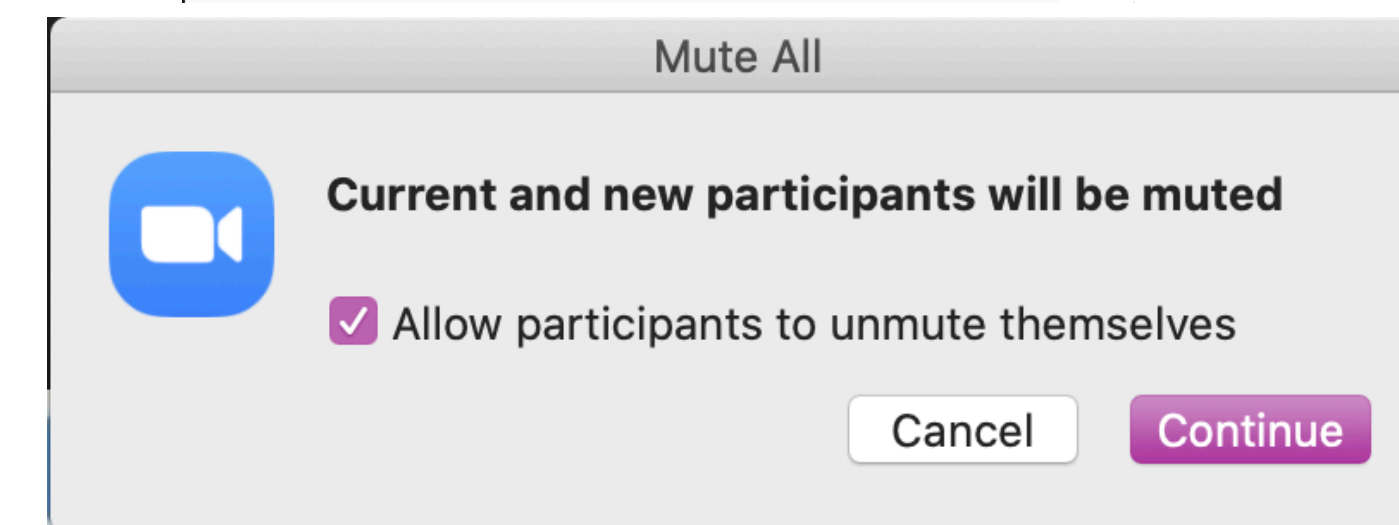 Mute All
Current and new participants will be muted
Allow participants to unmute themselves
Cancel Continue